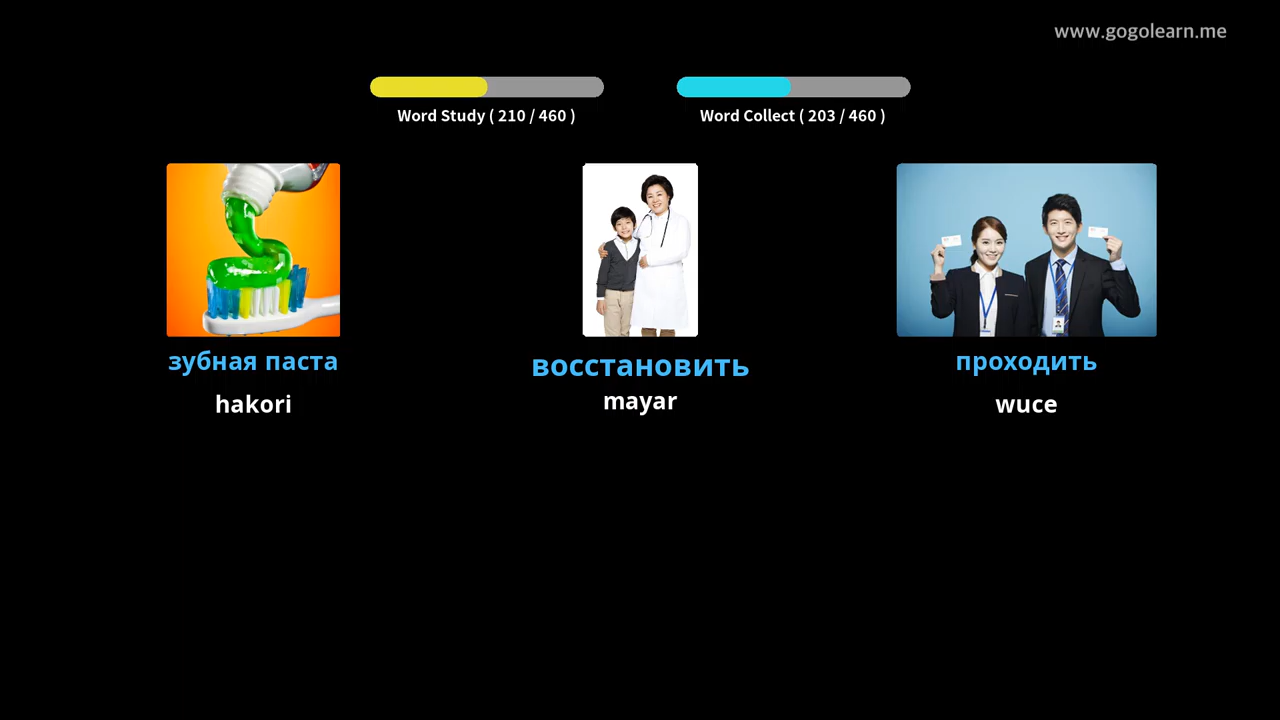 www.gogolearn.me
Word Study ( 210 / 460 )
Word Collect ( 203 / 460 )
зубная паста
восстановить
проходить
hakori
mayar
wuce